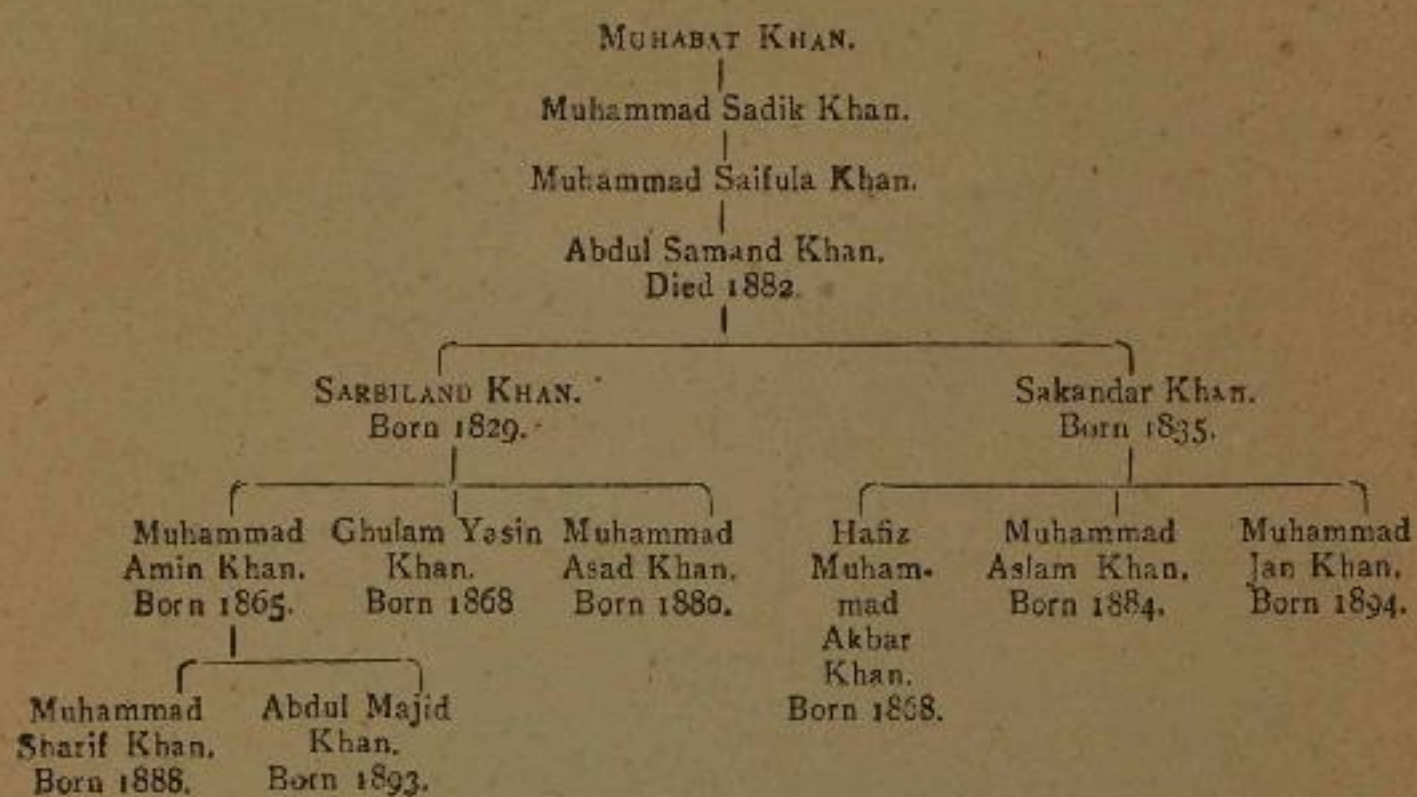 MUHABAT KHAN.
Muhammad Sadik Khan.
Muhammad Saifula Khan.
Abdul Samand Khan.
Died 1882.
SARBILAND KHAN.
Born 1829.
Sakandar Khan.
Born 1835.
Muhammad
Amin Khan.
Born 1865.
Ghulam Yasin
Khan.
Born 1868
Muhammad
Asad Khan.
Born 1880.
Hafiz
Muham-
mad
Akbar
Khan.
Born 1868.
Muhammad
Aslam Khan.
Born 1884.
Muhammad
Jan Khan.
Born 1894.
Muhammad
Sharif Khan.
Born 1888.
Abdul Majid
Khan.
Born 1893.